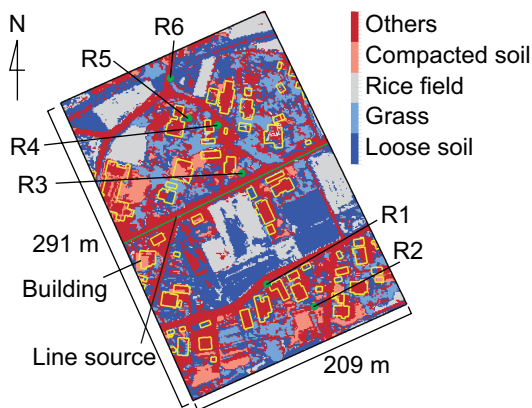 N
R6
R5
R4
R3
Others
Compacted soil
Rice field
Grass
Loose soil
R1
R2
291 m
Building
Line source
209 m